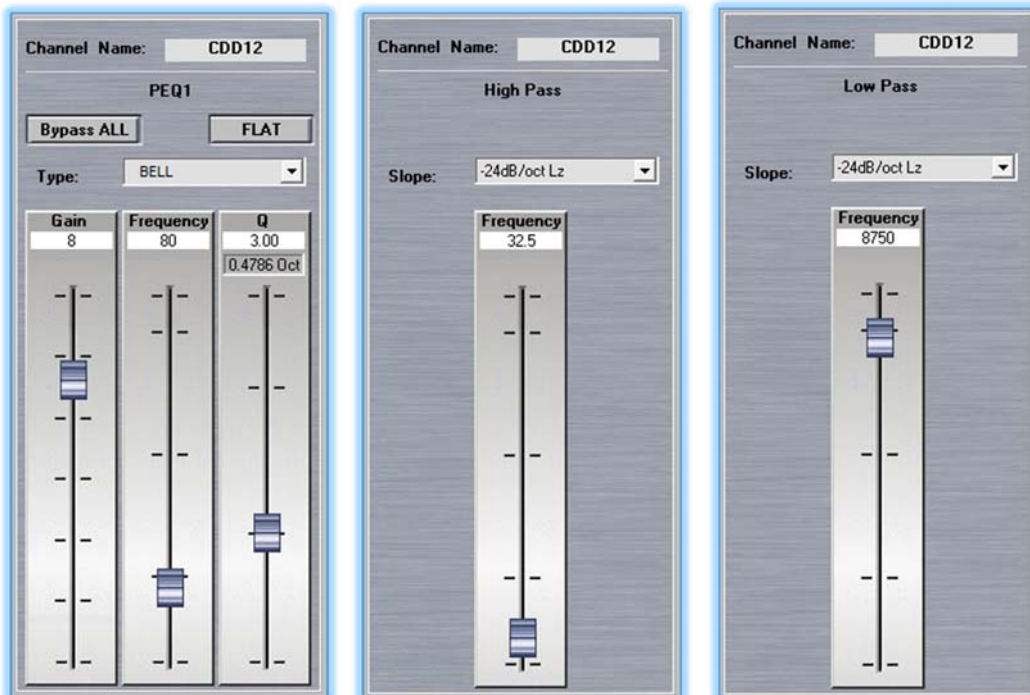 Channel Name: CDD12
PEQ1
Bypass ALL FLAT
Type: BELL
Gain Frequency Q
8 80 3.00
0.4786 Oct
Channel Name: CDD12
High Pass
Slope: -24dB/oct Lz
Frequency
32.5
Channel Name: CDD12
Low Pass
Slope: -24dB/oct Lz
Frequency
8750